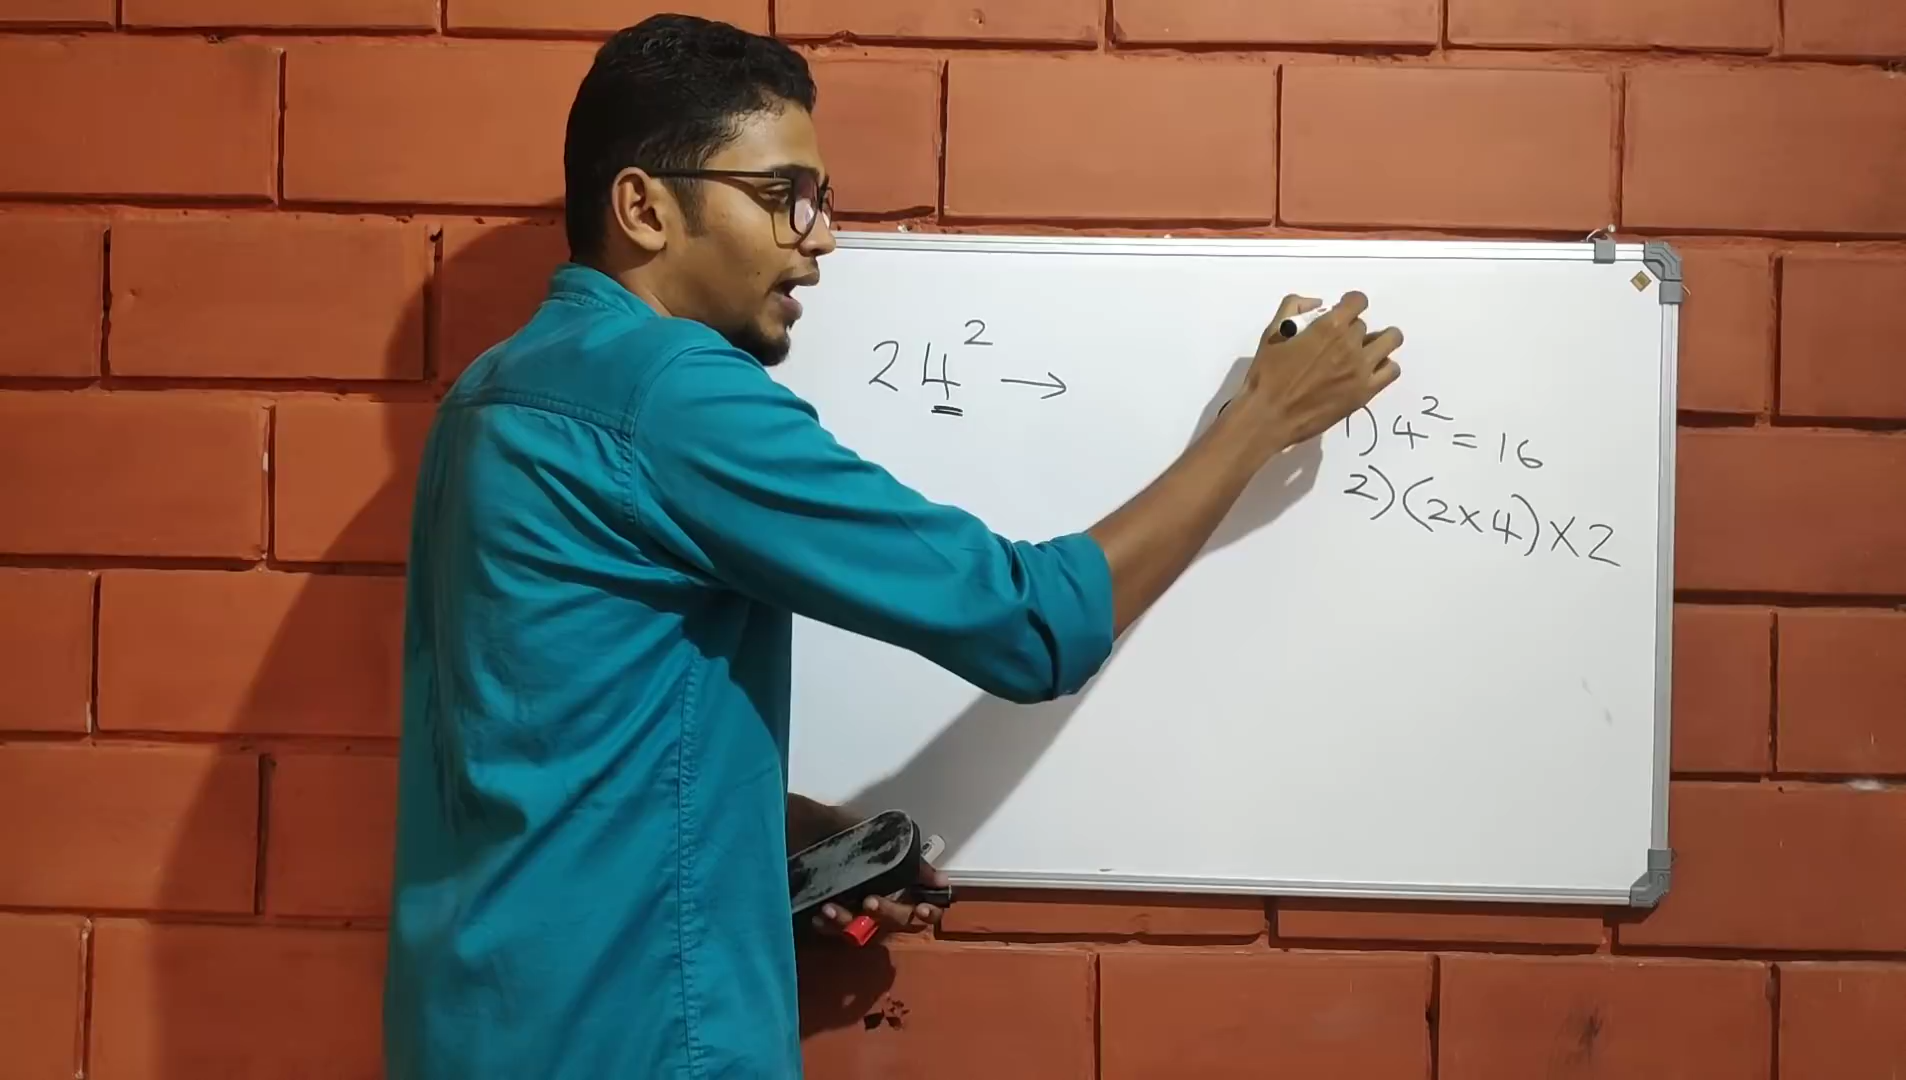 24² →
1) 4² = 16
2) (2×4)×2